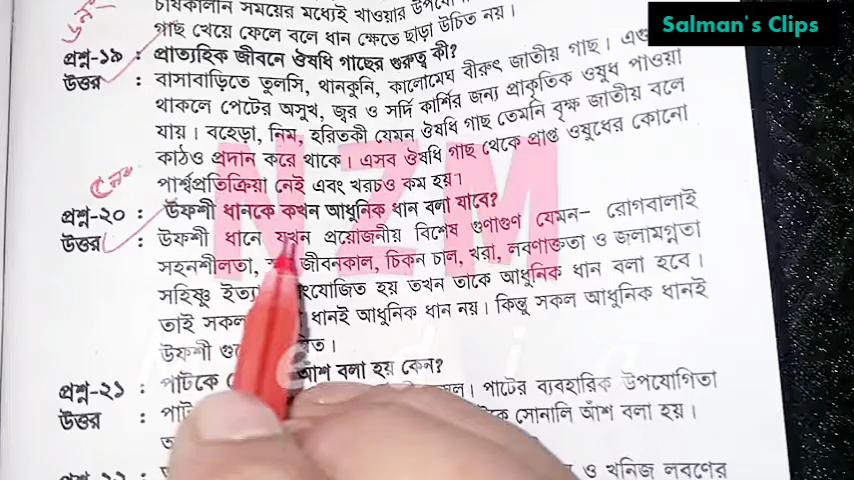 Salman's Clips
চাষকালীন সময়ের মধ্যেই খাওয়ার
গাছ খেয়ে ফেলে বলে ধান ক্ষেতে ছাড়া উচিত নয়।
প্রশ্ন-১৯ : প্রাত্যহিক জীবনে ঔষধি গাছের গুরুত্ব কী?
উত্তর : বাসাবাড়িতে তুলসি, থানকুনি, কালোমেঘ বীরুৎ জাতীয় গাছ।
থাকলে পেটের অসুখ, জ্বর ও সর্দি কার্শির জন্য প্রাকৃতিক ওষুধ পাওয়া
যায়। বহেড়া, নিম, হরিতকী যেমন ঔষধি গাছ তেমনি বৃক্ষ জাতীয় বলে
কাঠও প্রদান করে থাকে। এসব ঔষধি গাছ থেকে প্রাপ্ত ওষুধের কোনো
পার্শ্বপ্রতিক্রিয়া নেই এবং খরচও কম হয়।
প্রশ্ন-২০ : উফশী ধানকে কখন আধুনিক ধান বলা যাবে?
উত্তর : উফশী ধানে যখন প্রয়োজনীয় বিশেষ গুণাগুণ যেমন– রোগবালাই
সহনশীলতা, জীবনকাল, চিকন চাল, খরা, লবণাক্ততা ও জলামগ্নতা
সহিষ্ণু হয় তখন তাকে আধুনিক ধান বলা হবে।
তাই সকল ধানই আধুনিক ধান নয়। কিন্তু সকল আধুনিক ধানই
উফশী
প্রশ্ন-২১ : পাটকে আঁশ বলা হয় কেন?
উত্তর : পাটের ব্যবহারিক উপযোগিতা
সোনালি আঁশ বলা হয়।
ও খনিজ লবণের
NZM
Media